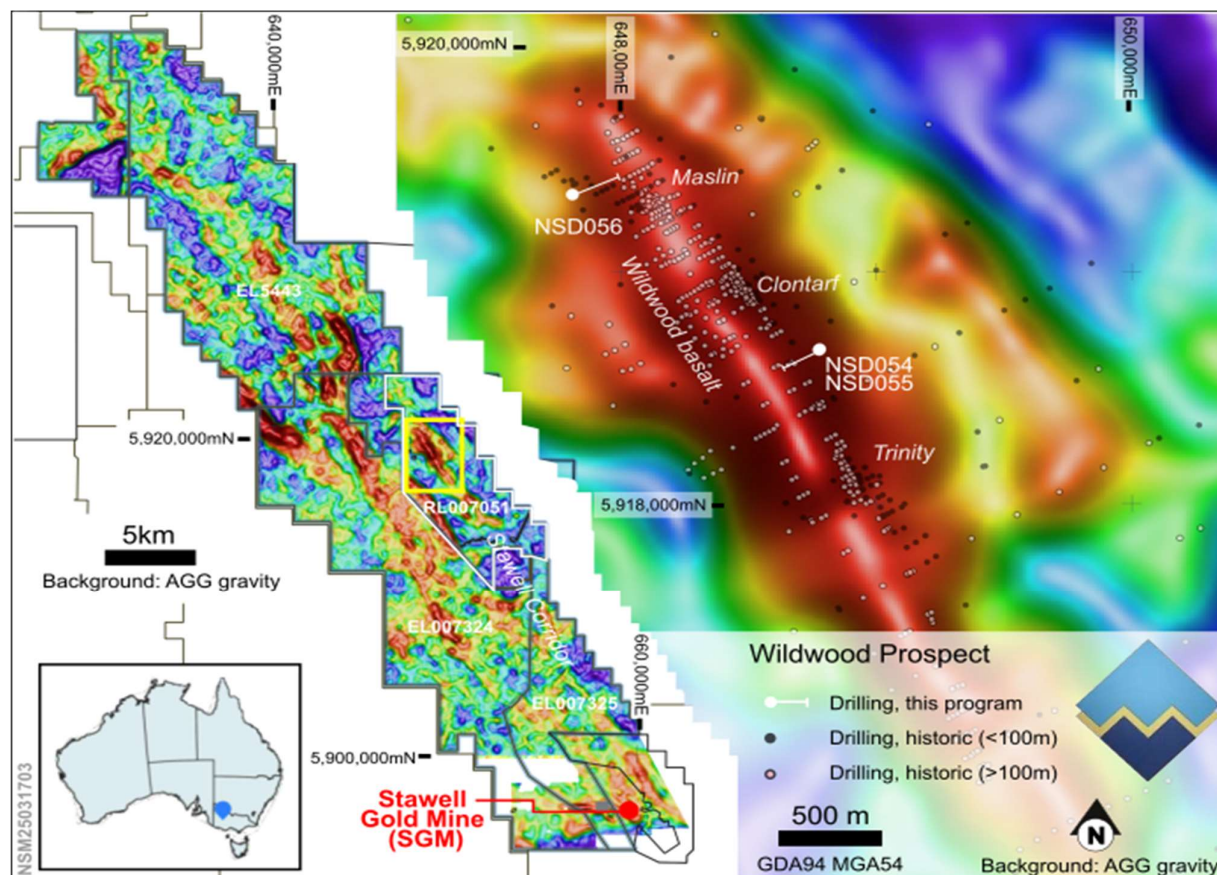 640,000mE
EL5443
5,920,000mN
RL007051
Stawell Corridor
EL007324
660,000mE
EL007325
5,900,000mN
5km
Background: AGG gravity
Stawell
Gold Mine
(SGM)
NSM25031703
5,920,000mN
648,00mE
650,000mE
Maslin
NSD056
Wildwood basalt
Clontarf
NSD054
NSD055
Trinity
5,918,000mN
Wildwood Prospect
Drilling, this program
Drilling, historic (<100m)
Drilling, historic (>100m)
500 m
GDA94 MGA54
N
Background: AGG gravity